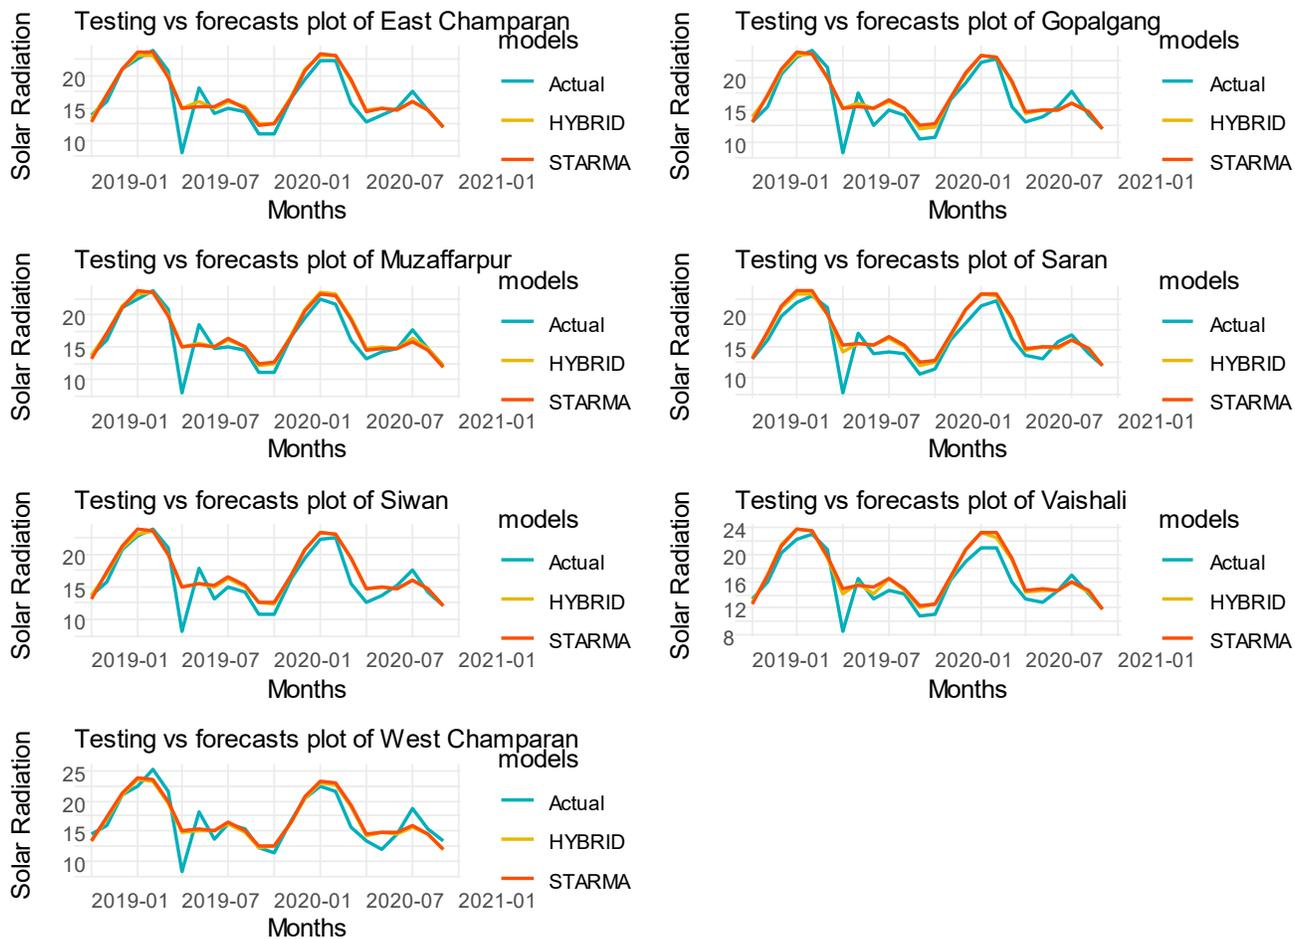 Testing vs forecasts plot of East Champaran
models
Solar Radiation
20
15
10
Actual
HYBRID
STARMA
2019-01 2019-07 2020-01 2020-07 2021-01
Months
Testing vs forecasts plot of Gopalgang
models
Solar Radiation
20
15
10
Actual
HYBRID
STARMA
2019-01 2019-07 2020-01 2020-07 2021-01
Months
Testing vs forecasts plot of Muzaffarpur
models
Solar Radiation
20
15
10
Actual
HYBRID
STARMA
2019-01 2019-07 2020-01 2020-07 2021-01
Months
Testing vs forecasts plot of Saran
models
Solar Radiation
20
15
10
Actual
HYBRID
STARMA
2019-01 2019-07 2020-01 2020-07 2021-01
Months
Testing vs forecasts plot of Siwan
models
Solar Radiation
20
15
10
Actual
HYBRID
STARMA
2019-01 2019-07 2020-01 2020-07 2021-01
Months
Testing vs forecasts plot of Vaishali
models
Solar Radiation
24
20
16
12
8
Actual
HYBRID
STARMA
2019-01 2019-07 2020-01 2020-07 2021-01
Months
Testing vs forecasts plot of West Champaran
models
Solar Radiation
25
20
15
10
Actual
HYBRID
STARMA
2019-01 2019-07 2020-01 2020-07 2021-01
Months